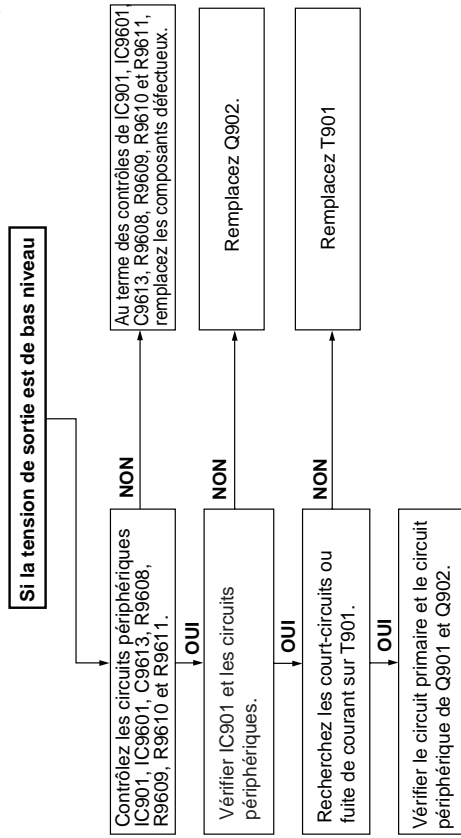 Si la tension de sortie est de bas niveau
Contrôlez les circuits périphériques
IC901, IC9601, C9613, R9608,
R9609, R9610 et R9611.
NON
Au terme des contrôles de IC901, IC9601,
C9613, R9608, R9609, R9610 et R9611,
remplacez les composants défectueux.
OUI
Vérifier IC901 et les circuits
périphériques.
NON
Remplacez Q902.
OUI
Recherchez les court-circuits ou
fuite de courant sur T901.
NON
Remplacez T901
OUI
Vérifier le circuit primaire et le circuit
périphérique de Q901 et Q902.